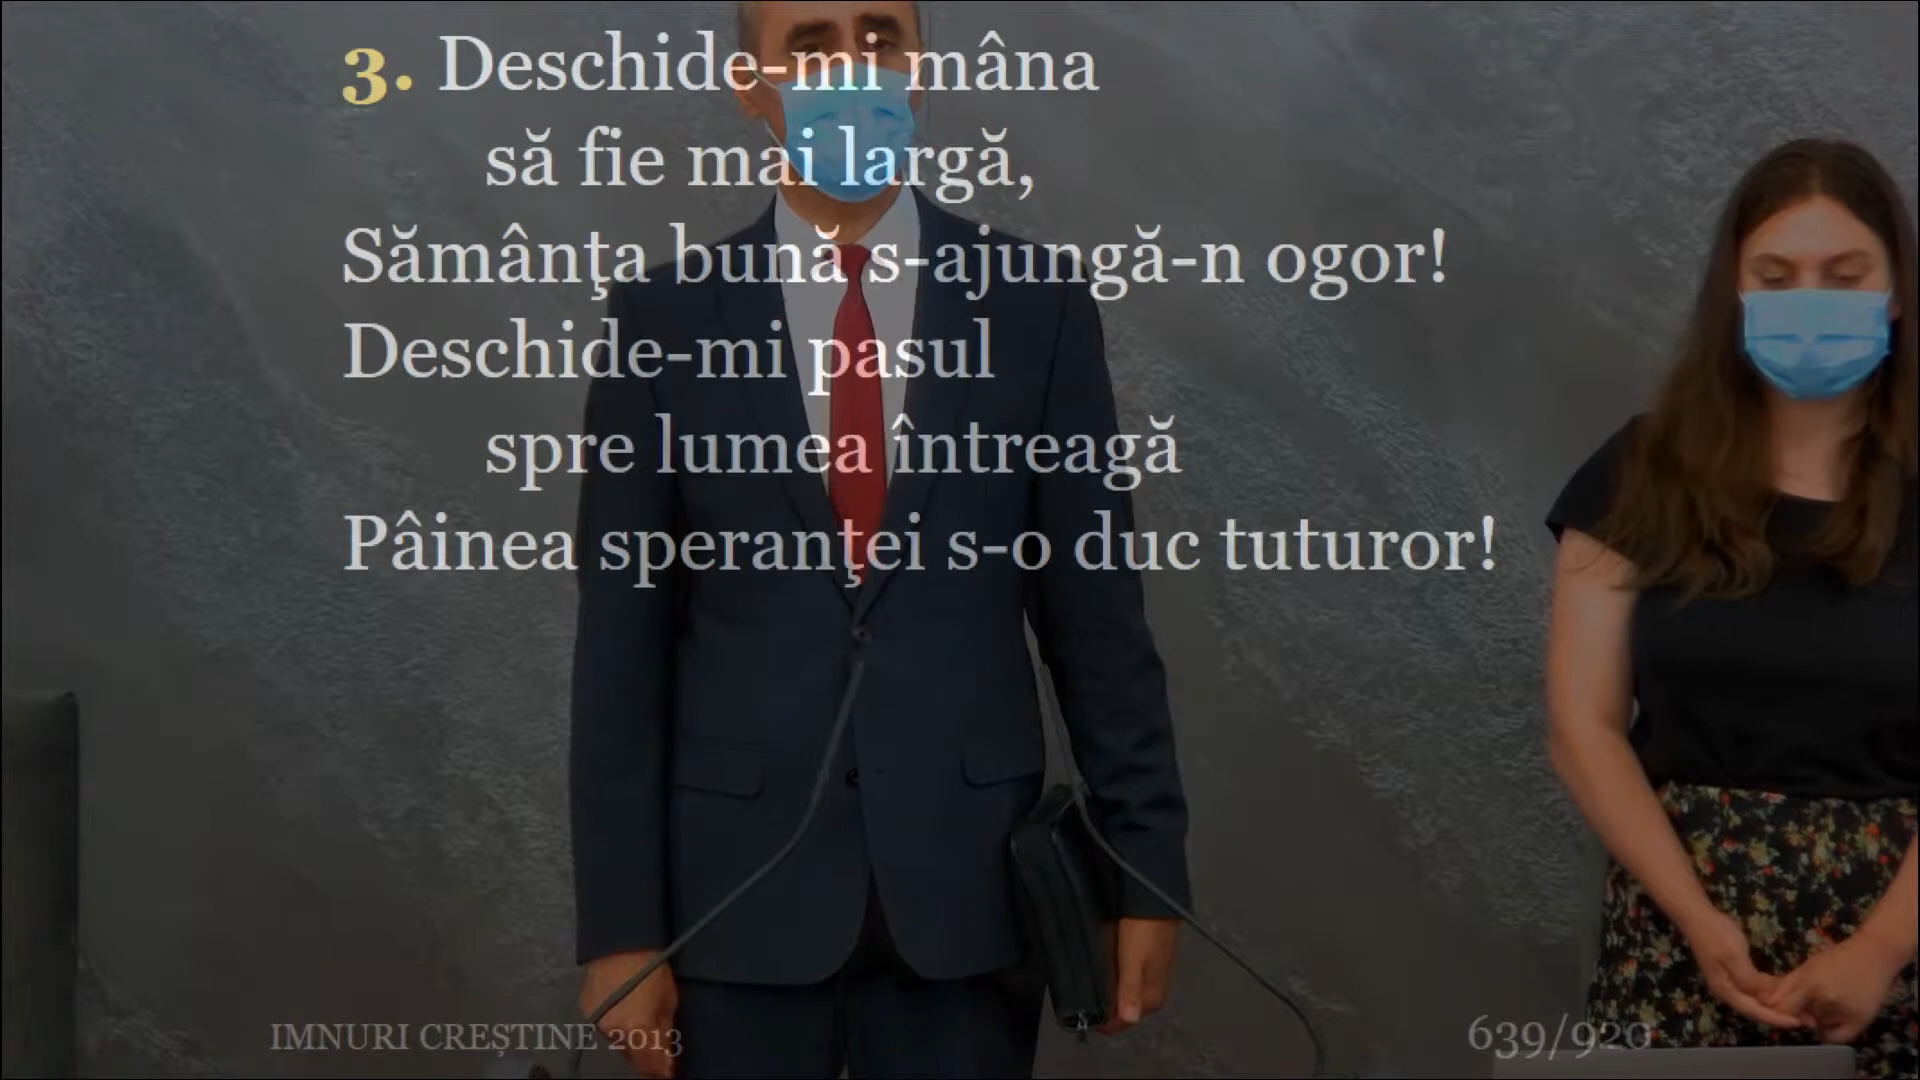 3. Deschide-mi mâna
să fie mai largă,
Sămânţa bună s-ajungă-n ogor!
Deschide-mi pasul
spre lumea întreagă
Pâinea speranţei s-o duc tuturor!
IMNURI CREȘTINE 2013
639/920